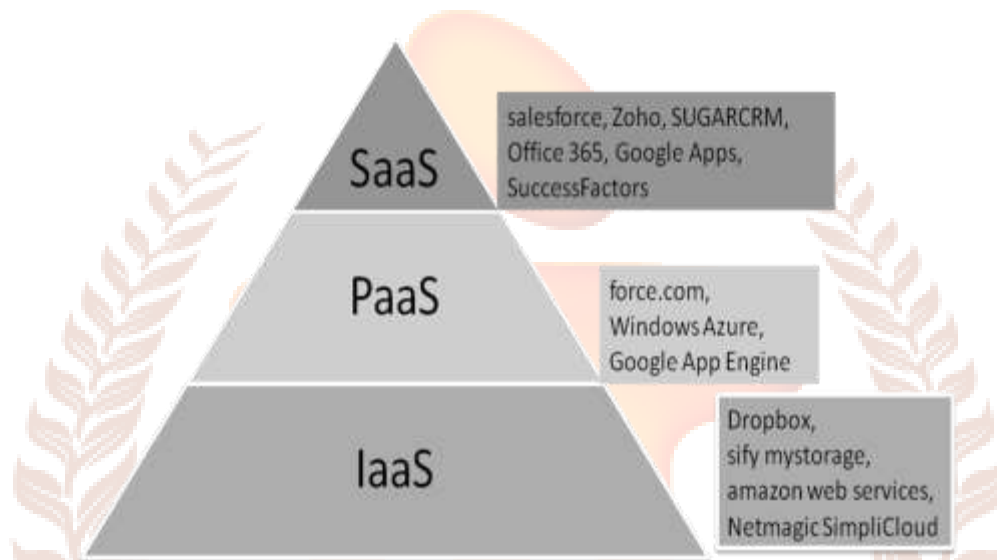 SaaS
salesforce, Zoho, SUGARCRM,
Office 365, Google Apps,
SuccessFactors
PaaS
force.com,
Windows Azure,
Google App Engine
IaaS
Dropbox,
sify mystorage,
amazon web services,
Netmagic SimpliCloud